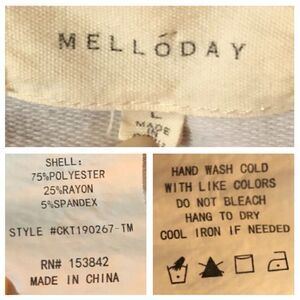 MELLODAY
L
MADE
IN
SHELL:
75%POLYESTER
25%RAYON
5%SPANDEX
STYLE #CKT190267-TM
RN# 153842
MADE IN CHINA
HAND WASH COLD
WITH LIKE COLORS
DO NOT BLEACH
HANG TO DRY
COOL IRON IF NEEDED